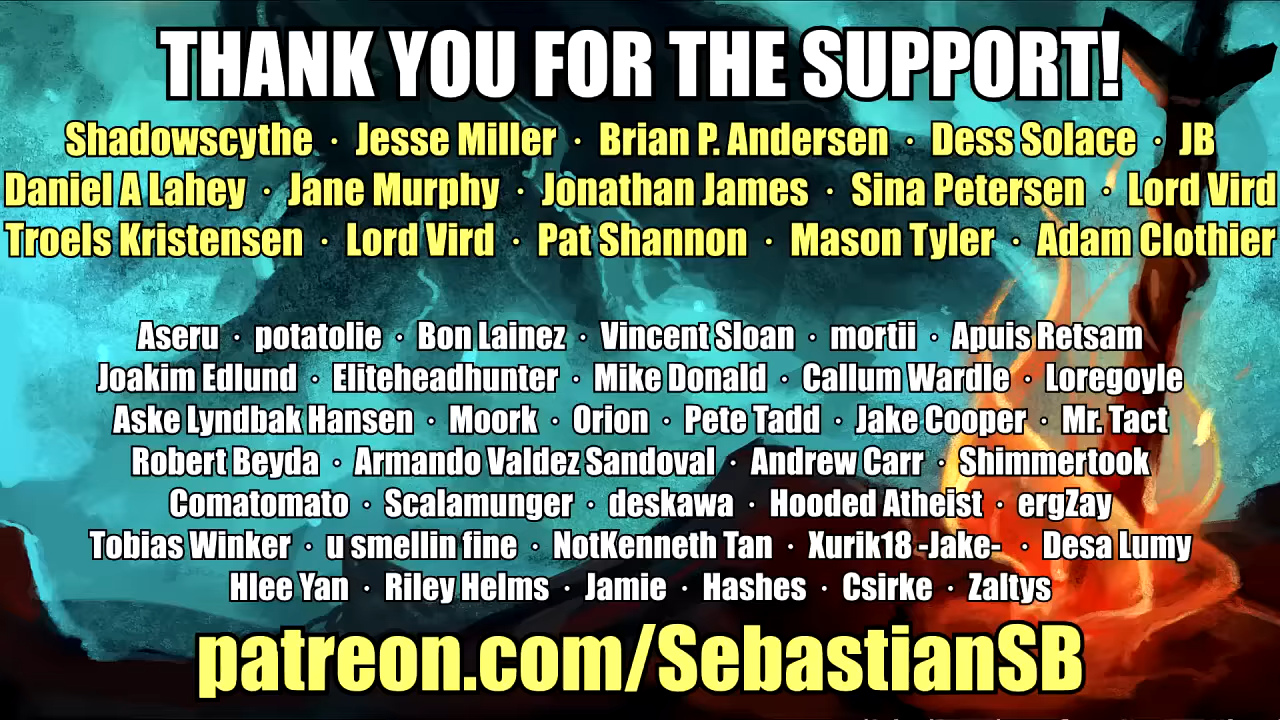 THANK YOU FOR THE SUPPORT!
Shadowscythe · Jesse Miller · Brian P. Andersen · Dess Solace · JB
Daniel A Lahey · Jane Murphy · Jonathan James · Sina Petersen · Lord Vird
Troels Kristensen · Lord Vird · Pat Shannon · Mason Tyler · Adam Clothier
Aseru · potatolie · Bon Lainez · Vincent Sloan · mortii · Apuis Retsam
Joakim Edlund · Eliteheadhunter · Mike Donald · Callum Wardle · Loregoyle
Aske Lyndbak Hansen · Moork · Orion · Pete Tadd · Jake Cooper · Mr. Tact
Robert Beyda · Armando Valdez Sandoval · Andrew Carr · Shimmertook
Comatomato · Scalamunger · deskawa · Hooded Atheist · ergZay
Tobias Winker · u smellin fine · NotKenneth Tan · Xurik18 -Jake- · Desa Lumy
Hlee Yan · Riley Helms · Jamie · Hashes · Csirke · Zaltys
patreon.com/SebastianSB